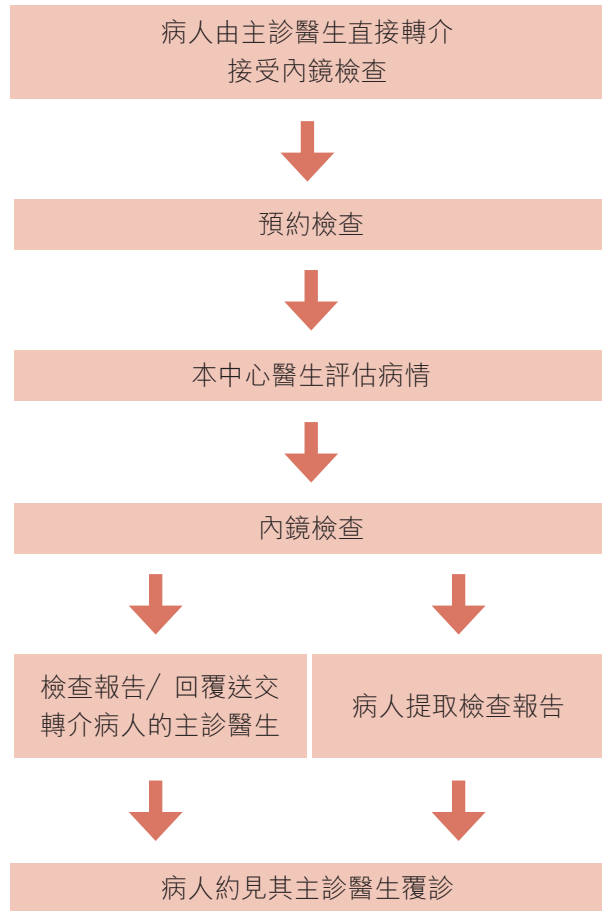 病人由主診醫生直接轉介
接受內鏡檢查
預約檢查
本中心醫生評估病情
內鏡檢查
檢查報告/ 回覆送交
轉介病人的主診醫生
病人提取檢查報告
病人約見其主診醫生覆診